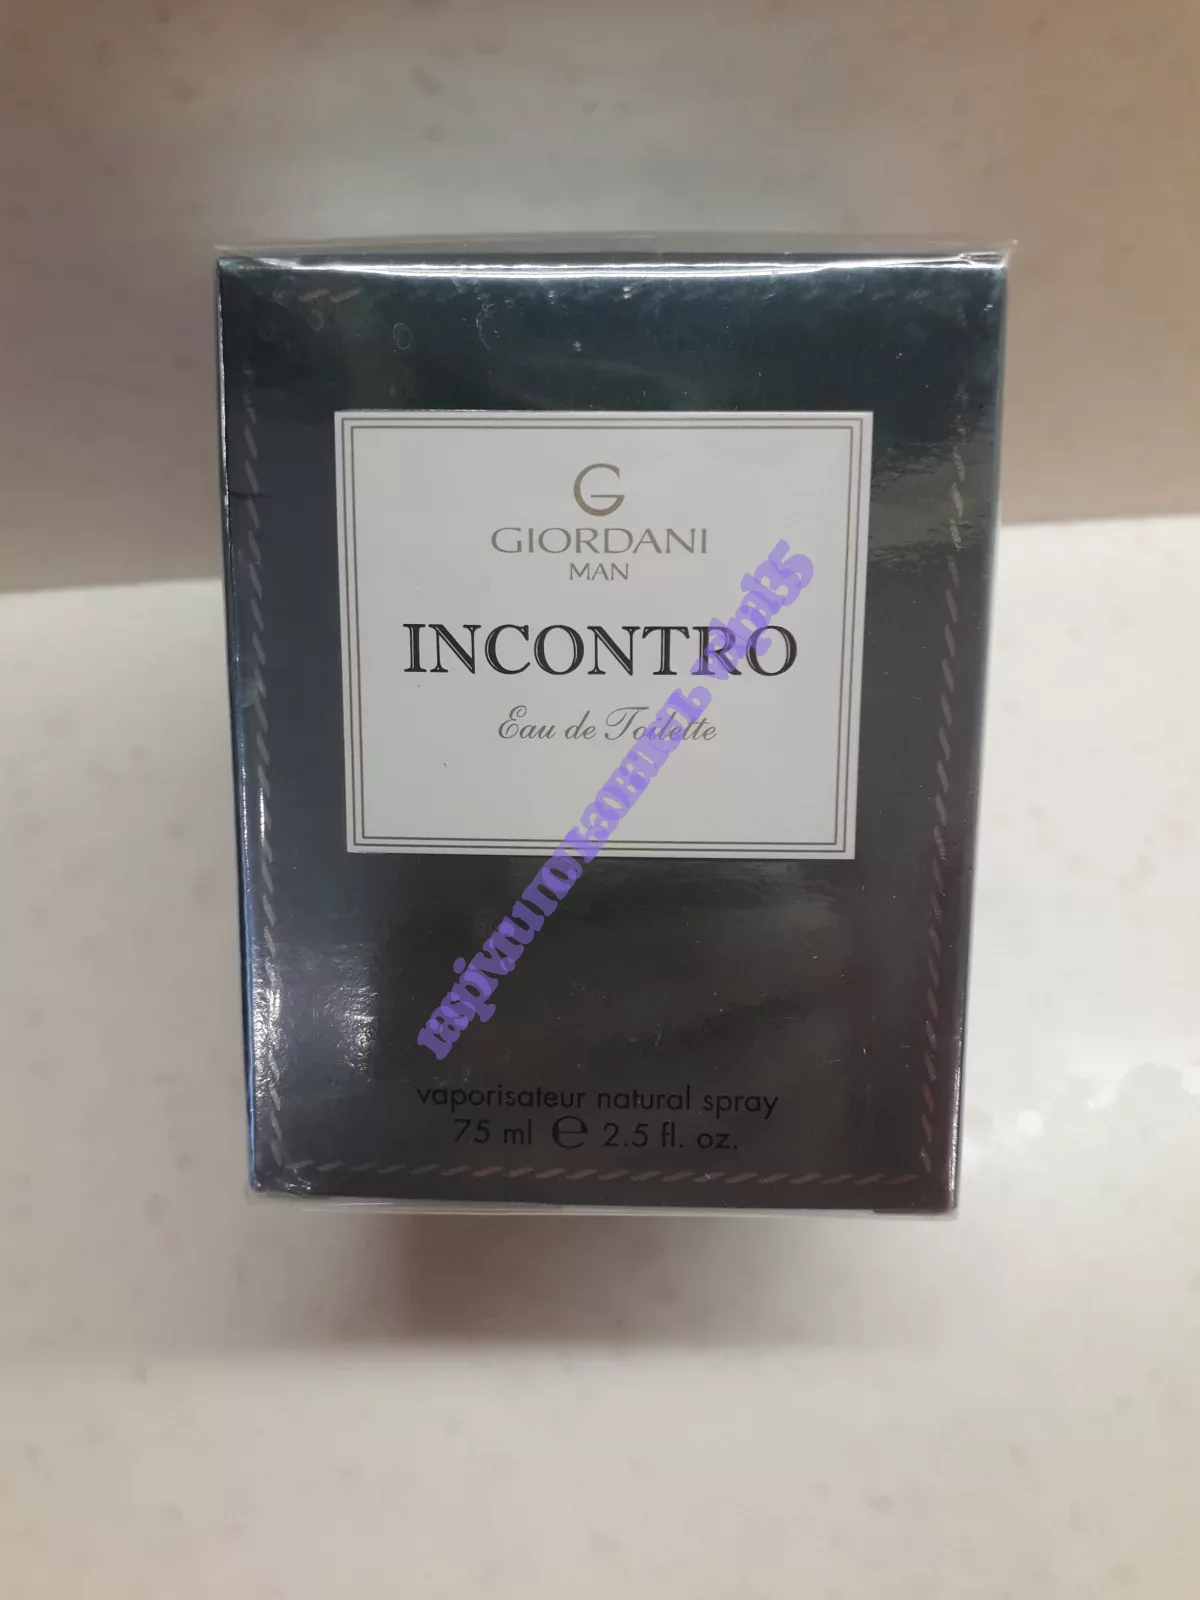 G
GIORDANI
MAN
INCONTRO
Eau de Toilette
vaporisateur natural spray
75 ml ℮ 2.5 fl. oz.